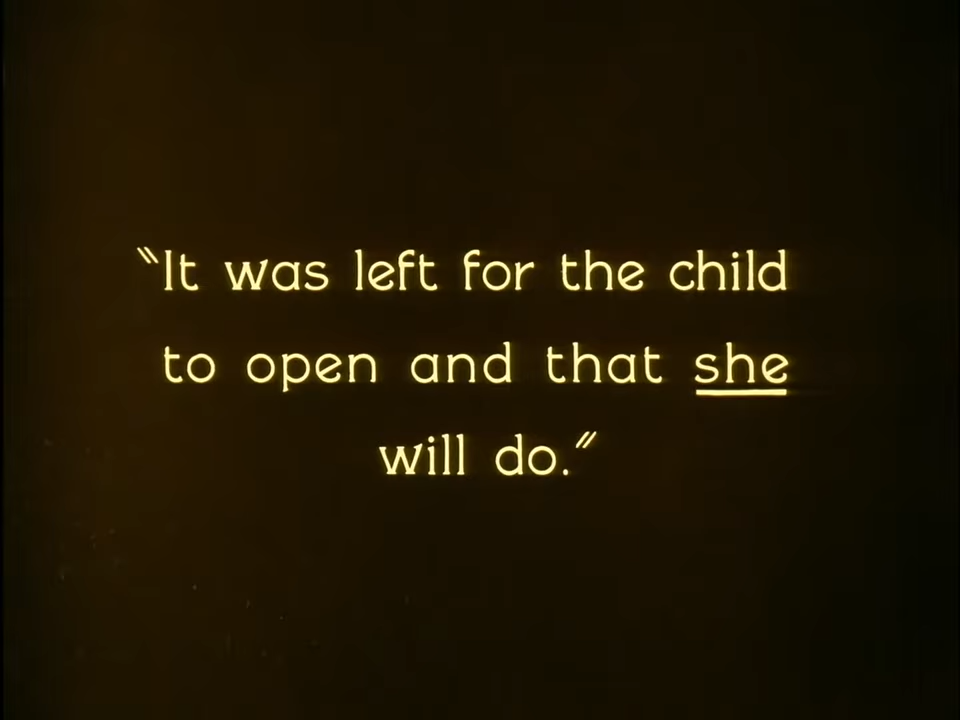 "It was left for the child
to open and that she
will do."